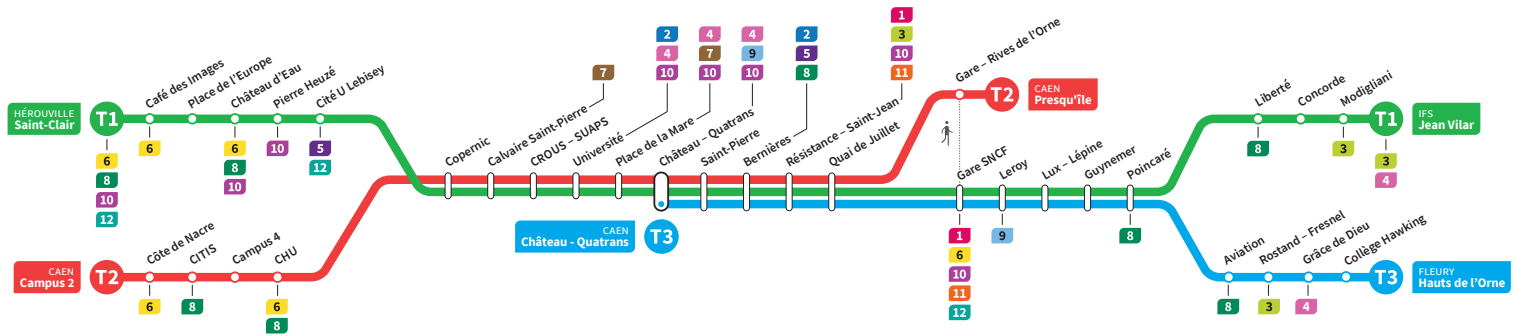 1
3
10
11
2
4
10
4
7
10
4
9
10
2
5
8
7
Gare – Rives de l'Orne
T2
CAEN
Presqu'île
HÉROUVILLE
Saint-Clair
T1
Café des Images
Place de l'Europe
Château d'Eau
Pierre Heuzé
Cité U Lebisey
6
8
10
12
6
6
8
10
10
5
12
Copernic
Calvaire Saint-Pierre
CROUS – SUAPS
Université
Place de la Mare
Château – Quatrans
Saint-Pierre
Bernières
Résistance – Saint-Jean
Quai de Juillet
Gare SNCF
Leroy
Lux – Lépine
Guynemer
Poincaré
Liberté
Concorde
Modigliani
T1
IFS
Jean Vilar
8
3
3
4
CAEN
Château - Quatrans
T3
1
6
10
11
12
9
8
CAEN
Campus 2
T2
Côte de Nacre
CITIS
Campus 4
CHU
6
8
6
8
Aviation
Rostand – Fresnel
Grâce de Dieu
Collège Hawking
T3
FLEURY
Hauts de l'Orne
8
3
4